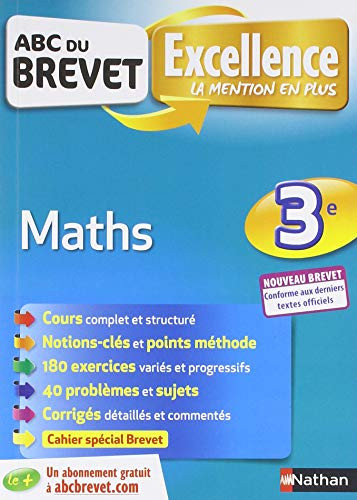 ABC DU
BREVET
Excellence
LA MENTION EN PLUS
3e
Maths
NOUVEAU BREVET
Conforme aux derniers
textes officiels
Cours complet et structuré
Notions-clés et points méthode
180 exercices variés et progressifs
40 problèmes et sujets
Corrigés détaillés et commentés
Cahier spécial Brevet
le +
Un abonnement gratuit
à abcbrevet.com
Nathan